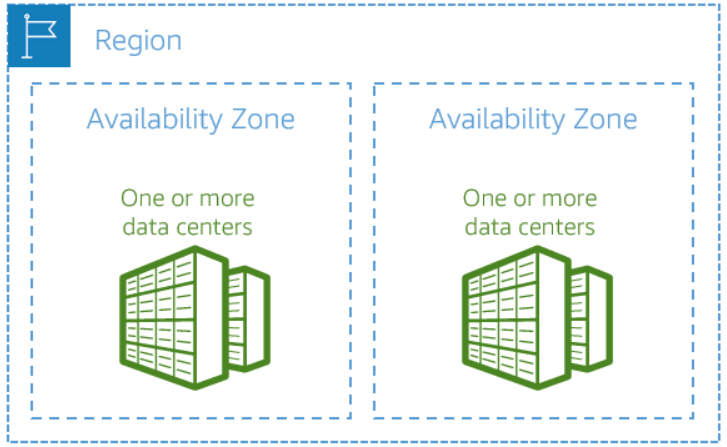 Region
Availability Zone
Availability Zone
One or more
data centers
One or more
data centers